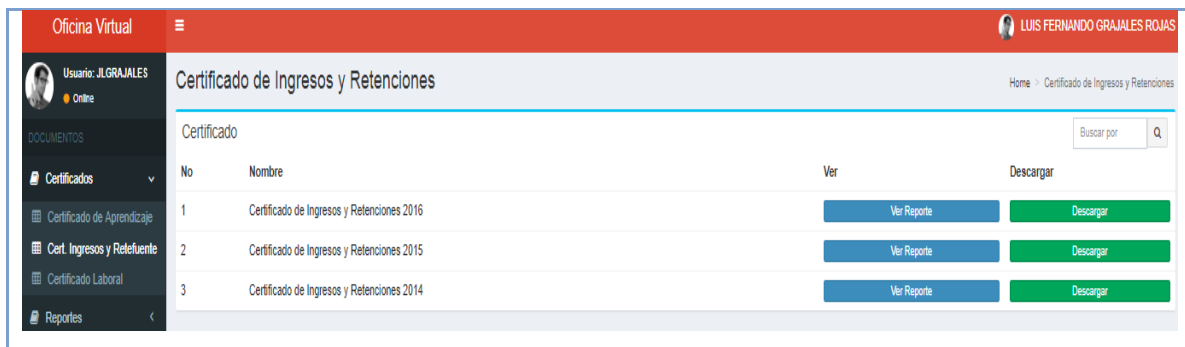 Oficina Virtual
LUIS FERNANDO GRAJALES ROJAS
Usuario: JLGRAJALES
Online
Certificado de Ingresos y Retenciones
Home > Certificado de Ingresos y Retenciones
DOCUMENTOS
Certificado
Buscar por
Certificados
No Nombre Ver Descargar
Certificado de Aprendizaje
1 Certificado de Ingresos y Retenciones 2016 Ver Reporte Descargar
Cert. Ingresos y Retefuente
2 Certificado de Ingresos y Retenciones 2015 Ver Reporte Descargar
Certificado Laboral
3 Certificado de Ingresos y Retenciones 2014 Ver Reporte Descargar
Reportes